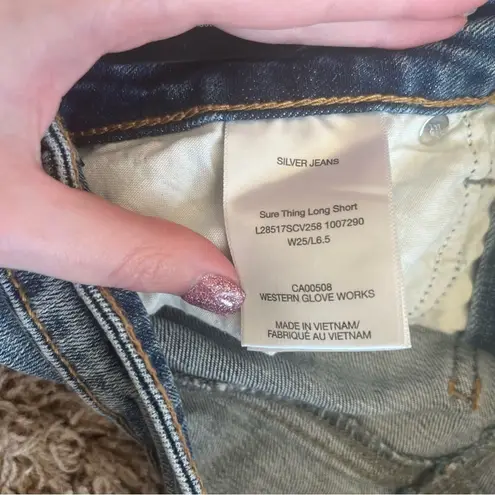 SILVER JEANS
Sure Thing Long Short
L28517SCV258 1007290
W25/L6.5
CA00508
WESTERN GLOVE WORKS
MADE IN VIETNAM/
FABRIQUÉ AU VIETNAM